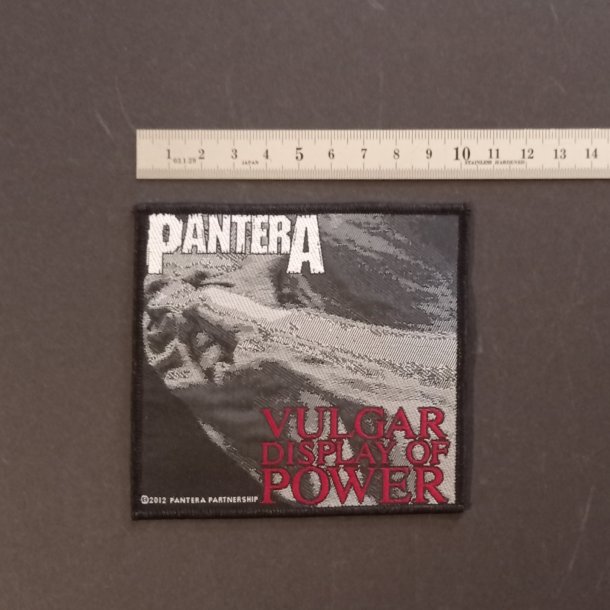 1 2 3 4 5 6 7 8 9 10 11 12 13 14
JAPAN
STAINLESS HARDENED
PANTERA
VULGAR
DISPLAY OF
POWER
©2012 PANTERA PARTNERSHIP